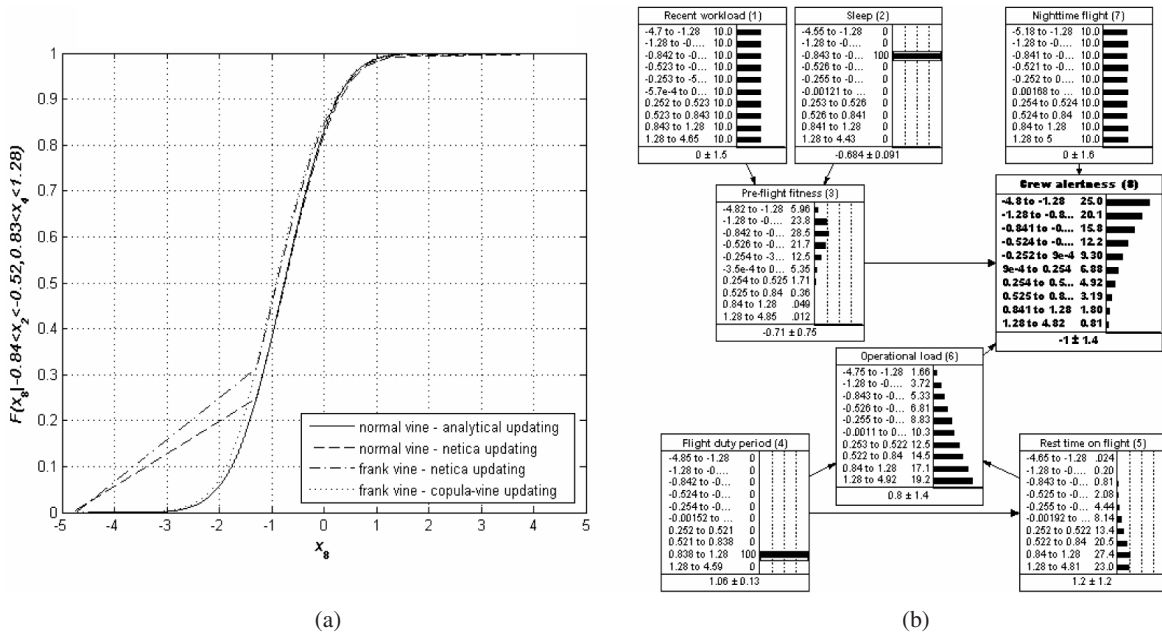 F(x8|-0.84<x2<-0.52,0.83<x4<1.28)
1
0.9
0.8
0.7
0.6
0.5
0.4
0.3
0.2
0.1
0
-5 -4 -3 -2 -1 0 1 2 3 4 5
x8
normal vine - analytical updating
normal vine - netica updating
frank vine - netica updating
frank vine - copula-vine updating
(a)
Recent workload (1)
-4.7 to -1.28 10.0
-1.28 to -0.... 10.0
-0.842 to -0... 10.0
-0.523 to -0... 10.0
-0.253 to -5... 10.0
-5.7e-4 to 0... 10.0
0.252 to 0.523 10.0
0.523 to 0.843 10.0
0.843 to 1.28 10.0
1.28 to 4.65 10.0
0 ± 1.5
Sleep (2)
-4.55 to -1.28 0
-1.28 to -0.... 0
-0.843 to -0... 100
-0.526 to -0... 0
-0.255 to -0... 0
-0.00121 to ... 0
0.253 to 0.526 0
0.526 to 0.841 0
0.841 to 1.28 0
1.28 to 4.43 0
-0.684 ± 0.091
Nighttime flight (7)
-5.18 to -1.28 10.0
-1.28 to -0.... 10.0
-0.841 to -0... 10.0
-0.521 to -0... 10.0
-0.252 to 0.... 10.0
0.00168 to ... 10.0
0.254 to 0.524 10.0
0.524 to 0.84 10.0
0.84 to 1.28 10.0
1.28 to 5 10.0
0 ± 1.6
Pre-flight fitness (3)
-4.82 to -1.28 5.96
-1.28 to -0.... 23.8
-0.842 to -0... 28.5
-0.526 to -0... 21.7
-0.254 to -3... 12.5
-3.5e-4 to 0... 5.35
0.254 to 0.525 1.71
0.525 to 0.84 0.36
0.84 to 1.28 .049
1.28 to 4.85 .012
-0.71 ± 0.75
Crew alertness (8)
-4.8 to -1.28 25.0
-1.28 to -0.8... 20.1
-0.841 to -0... 15.8
-0.524 to -0... 12.2
-0.252 to 9e-4 9.30
9e-4 to 0.254 6.88
0.254 to 0.5... 4.92
0.525 to 0.8... 3.19
0.841 to 1.28 1.80
1.28 to 4.82 0.81
-1 ± 1.4
Operational load (6)
-4.75 to -1.28 1.66
-1.28 to -0.... 3.72
-0.843 to -0... 5.33
-0.526 to -0... 6.81
-0.255 to -0... 8.83
-0.0011 to 0... 10.3
0.253 to 0.522 12.5
0.522 to 0.84 14.5
0.84 to 1.28 17.1
1.28 to 4.92 19.2
0.8 ± 1.4
Flight duty period (4)
-4.85 to -1.28 0
-1.28 to -0.... 0
-0.842 to -0... 0
-0.524 to -0... 0
-0.254 to -0... 0
-0.00152 to ... 0
0.252 to 0.521 0
0.521 to 0.838 0
0.838 to 1.28 100
1.28 to 4.59 0
1.06 ± 0.13
Rest time on flight (5)
-4.65 to -1.28 .024
-1.28 to -0.... 0.20
-0.843 to -0... 0.81
-0.525 to -0... 2.08
-0.255 to -0... 4.44
-0.00192 to ... 8.14
0.252 to 0.522 13.4
0.522 to 0.84 20.5
0.84 to 1.28 27.4
1.28 to 4.81 23.0
1.2 ± 1.2
(b)